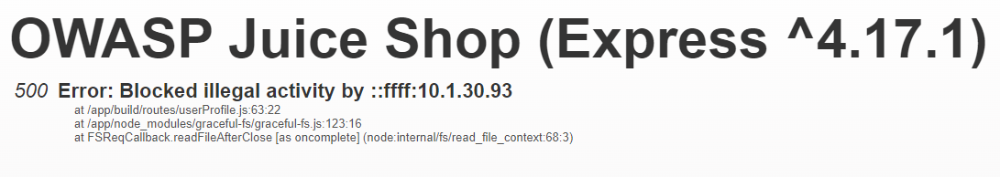 OWASP Juice Shop (Express ^4.17.1)
500 Error: Blocked illegal activity by ::ffff:10.1.30.93
at /app/build/routes/userProfile.js:63:22
at /app/node_modules/graceful-fs/graceful-fs.js:123:16
at FSReqCallback.readFileAfterClose [as oncomplete] (node:internal/fs/read_file_context:68:3)